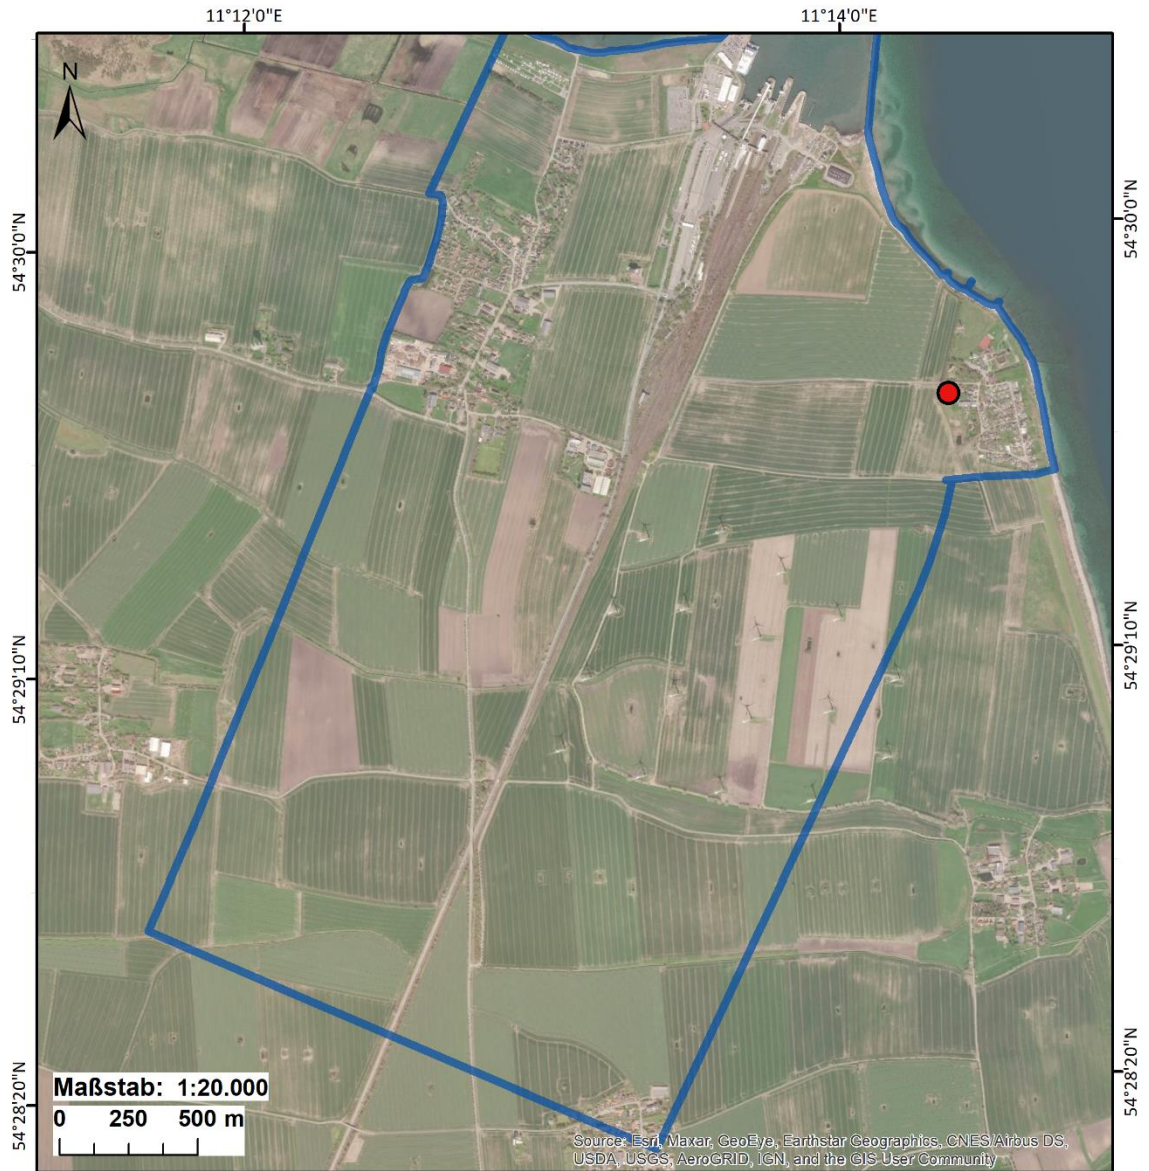 11°12'0"E
11°14'0"E
N
54°30'0"N
54°30'0"N
54°29'10"N
54°29'10"N
54°28'20"N
54°28'20"N
Maßstab: 1:20.000
0 250 500 m
Source: Esri, Maxar, GeoEye, Earthstar Geographics, CNES/Airbus DS,
USDA, USGS, AeroGRID, IGN, and the GIS User Community